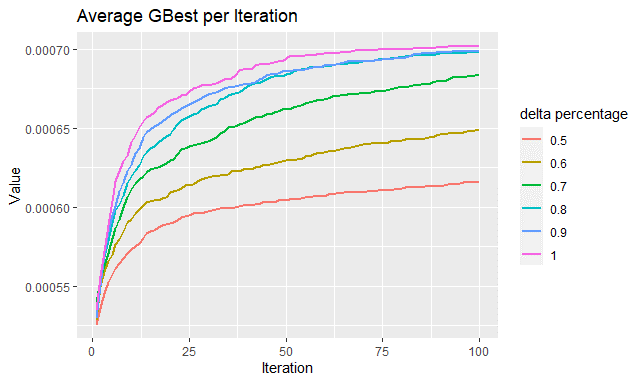 Average GBest per Iteration
Value
0.00070
0.00065
0.00060
0.00055
0 25 50 75 100
Iteration
delta percentage
0.5
0.6
0.7
0.8
0.9
1